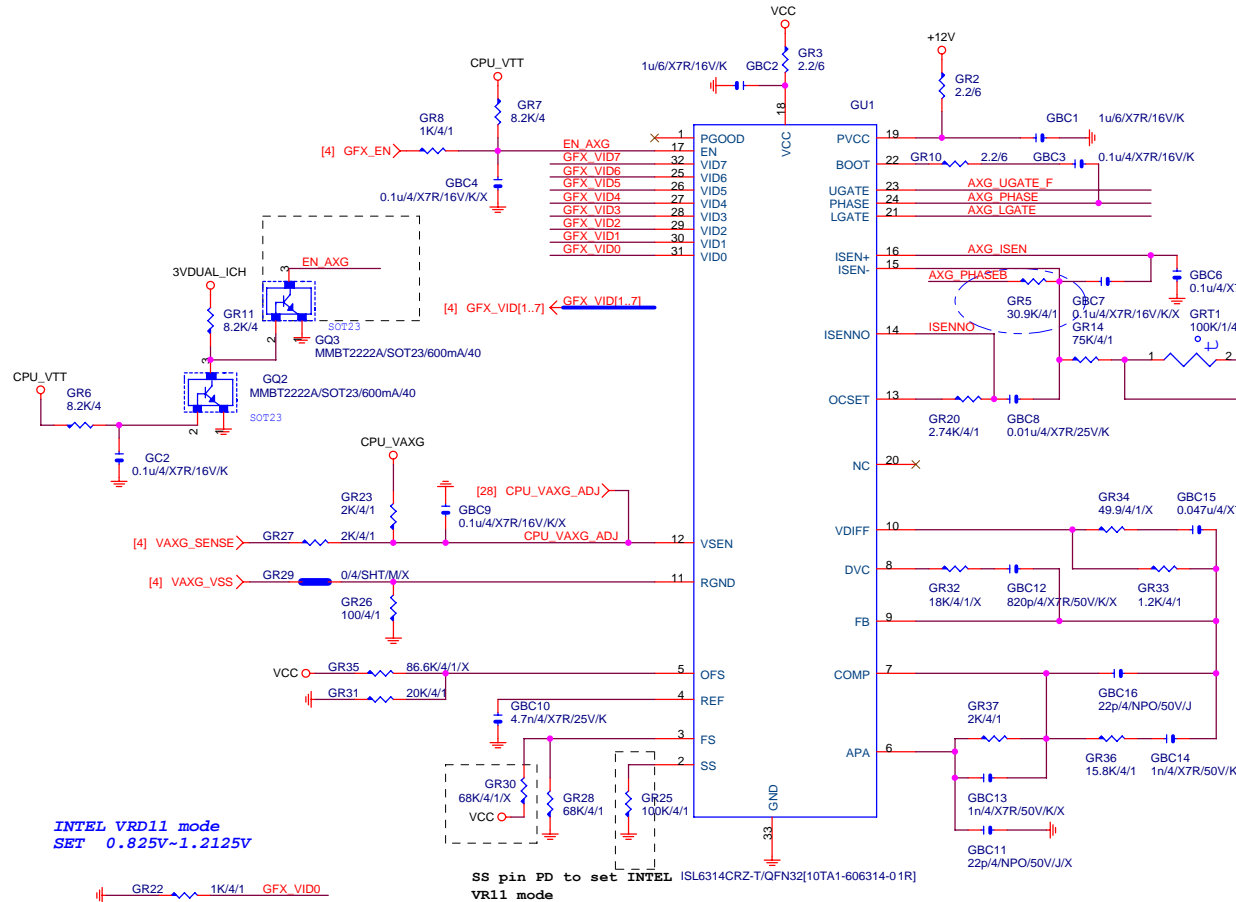 VCC
GR3
2.2/6
1u/6/X7R/16V/K
GBC2
18
+12V
GR2
2.2/6
GBC1
1u/6/X7R/16V/K
CPU_VTT
GR7
8.2K/4
GR8
1K/4/1
[4] GFX_EN
GBC4
0.1u/4/X7R/16V/K/X
EN_AXG
GFX_VID7
GFX_VID6
GFX_VID5
GFX_VID4
GFX_VID3
GFX_VID2
GFX_VID1
GFX_VID0
[4] GFX_VID[1..7]
GFX_VID[1..7]
GU1
1 PGOOD
17 EN
32 VID7
25 VID6
26 VID5
27 VID4
28 VID3
29 VID2
30 VID1
31 VID0
VCC
PVCC 19
BOOT 22
UGATE 23
PHASE 24
LGATE 21
ISEN+ 16
ISEN- 15
ISENNO 14
OCSET 13
NC 20
VDIFF 10
DVC 8
FB 9
COMP 7
APA 6
12 VSEN
11 RGND
5 OFS
4 REF
3 FS
2 SS
GND
33
GR10 2.2/6
GBC3 0.1u/4/X7R/16V/K
AXG_UGATE_F
AXG_PHASE
AXG_LGATE
AXG_ISEN
AXG_PHASEB
GR5
30.9K/4/1
GBC7
0.1u/4/X7R/16V/K/X
GBC6
0.1u/4/X7
ISENNO
GR14
75K/4/1
GRT1
100K/1/4
1
2
GR20
2.74K/4/1
GBC8
0.01u/4/X7R/25V/K
3VDUAL_ICH
GR11
8.2K/4
EN_AXG
3
2
1
SOT23
GQ3
MMBT2222A/SOT23/600mA/40
3
2
1
GQ2
MMBT2222A/SOT23/600mA/40
SOT23
CPU_VTT
GR6
8.2K/4
GC2
0.1u/4/X7R/16V/K
CPU_VAXG
GR23
2K/4/1
GBC9
0.1u/4/X7R/16V/K/X
[28] CPU_VAXG_ADJ
CPU_VAXG_ADJ
[4] VAXG_SENSE
GR27 2K/4/1
[4] VAXG_VSS
GR29 0/4/SHT/M/X
GR26
100/4/1
GR34
49.9/4/1/X
GBC15
0.047u/4/X7
GR32
18K/4/1/X
GBC12
820p/4/X7R/50V/K/X
GR33
1.2K/4/1
VCC
GR35 86.6K/4/1/X
GR31 20K/4/1
GBC10
4.7n/4/X7R/25V/K
GR30
68K/4/1/X
VCC
GR28
68K/4/1
GR25
100K/4/1
GBC16
22p/4/NPO/50V/J
GR37
2K/4/1
GR36
15.8K/4/1
GBC14
1n/4/X7R/50V/K
GBC13
1n/4/X7R/50V/K/X
GBC11
22p/4/NPO/50V/J/X
INTEL VRD11 mode
SET 0.825V~1.2125V
GR22 1K/4/1 GFX_VID0
SS pin PD to set INTEL
VR11 mode
ISL6314CRZ-T/QFN32[10TA1-606314-01R]